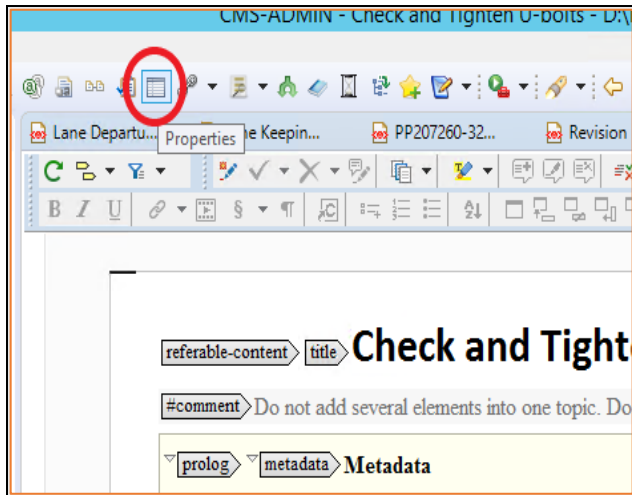 CMS-ADMIN - Check and Tighten U-bolts - D:\
Lane Departu... Keepin... PP207260-32... Revision
Properties
B I U § ¶
referable-content title Check and Tight
#comment Do not add several elements into one topic. Do
prolog metadata Metadata